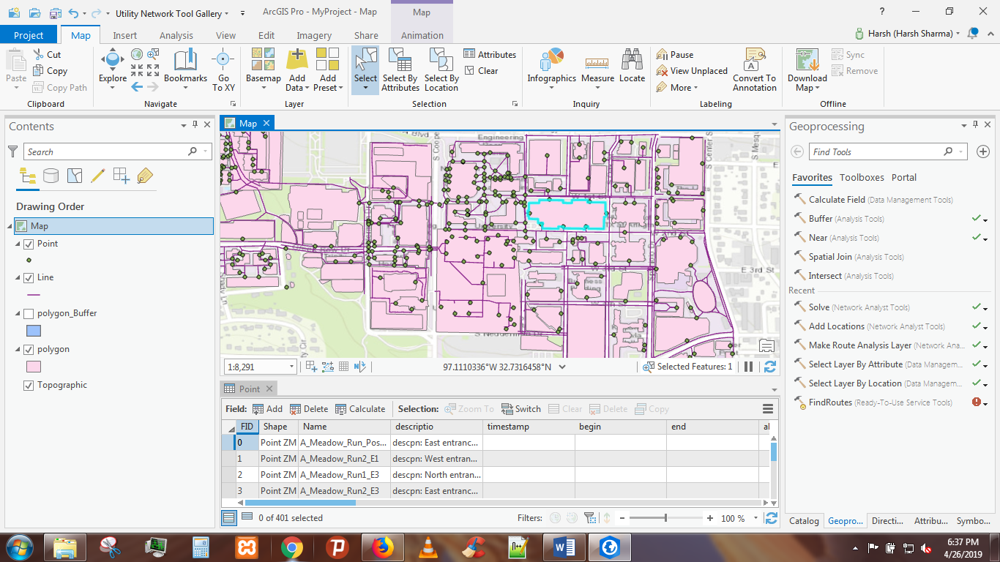 Utility Network Tool Gallery
ArcGIS Pro - MyProject - Map
Map
?
Project
Map
Insert
Analysis
View
Edit
Imagery
Share
Animation
Harsh (Harsh Sharma)
Paste
Cut
Copy
Copy Path
Clipboard
Explore
Bookmarks
Go
To XY
Navigate
Basemap
Add
Data
Add
Preset
Layer
Select
Select By
Attributes
Select By
Location
Attributes
Clear
Selection
Infographics
Measure
Locate
Inquiry
Pause
View Unplaced
More
Convert To
Annotation
Labeling
Download
Map
Sync
Remove
Offline
Contents
Search
Drawing Order
Map
Point
Line
polygon_Buffer
polygon
Topographic
Map
Blvd
S Cooper
Engineering
S Center S
S Mesq
University
E 3rd St
W 3rd St
Business
S Nedderman Dr
1:8,291
97.1110336°W 32.7316458°N
Selected Features: 1
Point
Field: Add Delete Calculate Selection: Zoom To Switch Clear Delete Copy
FID Shape Name descriptio timestamp begin end al
0 Point ZM A_Meadow_Run_Pos... descpn: East entranc...
1 Point ZM A_Meadow_Run2_E1 descpn: West entran...
2 Point ZM A_Meadow_Run1_E3 descpn: North entran...
3 Point ZM A_Meadow_Run2_E3 descpn: East entranc...
0 of 401 selected
Filters:
100 %
Geoprocessing
Find Tools
Favorites Toolboxes Portal
Calculate Field (Data Management Tools)
Buffer (Analysis Tools)
Near (Analysis Tools)
Spatial Join (Analysis Tools)
Intersect (Analysis Tools)
Recent
Solve (Network Analyst Tools)
Add Locations (Network Analyst Tools)
Make Route Analysis Layer (Network Ana...
Select Layer By Attribute (Data Managem...
Select Layer By Location (Data Managem...
FindRoutes (Ready-To-Use Service Tools)
Catalog Geopro... Directi... Attribu... Symbo...
6:37 PM
4/26/2019